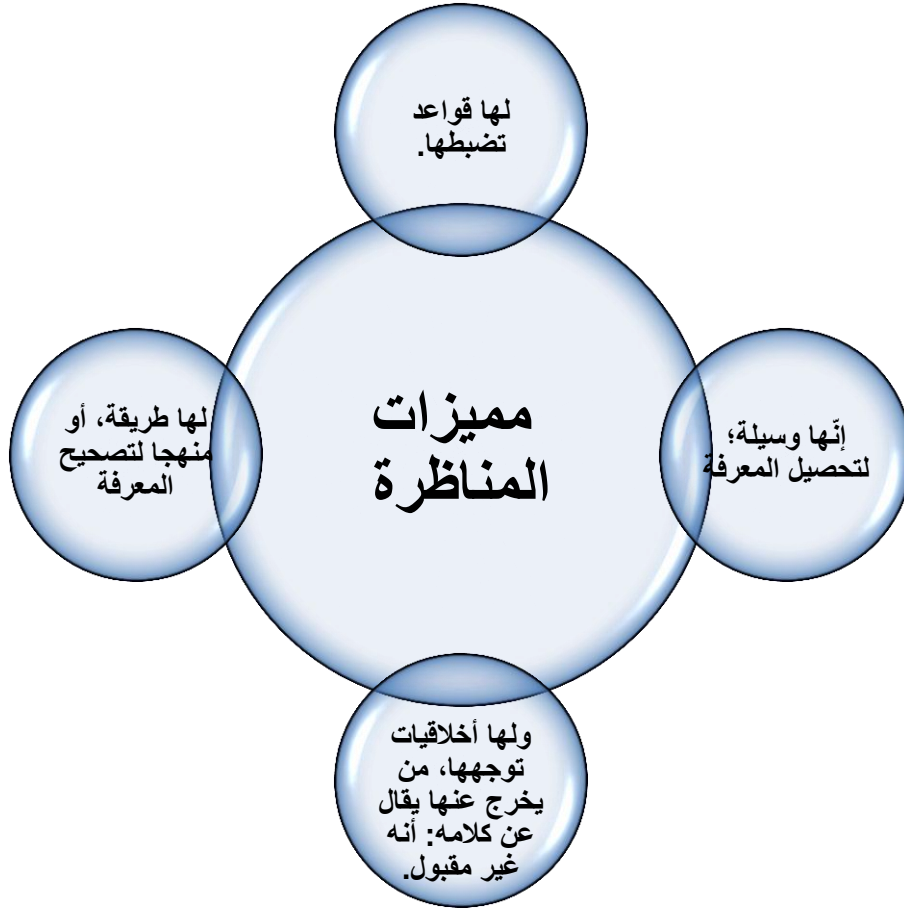 لها قواعد
تضبطها.
مميزات
المناظرة
إنّها وسيلة؛
لتحصيل المعرفة
ولها أخلاقيات
توجهها، من
يخرج عنها يقال
عن كلامه: أنه
غير مقبول.
لها طريقة، أو
منهجا لتصحيح
المعرفة